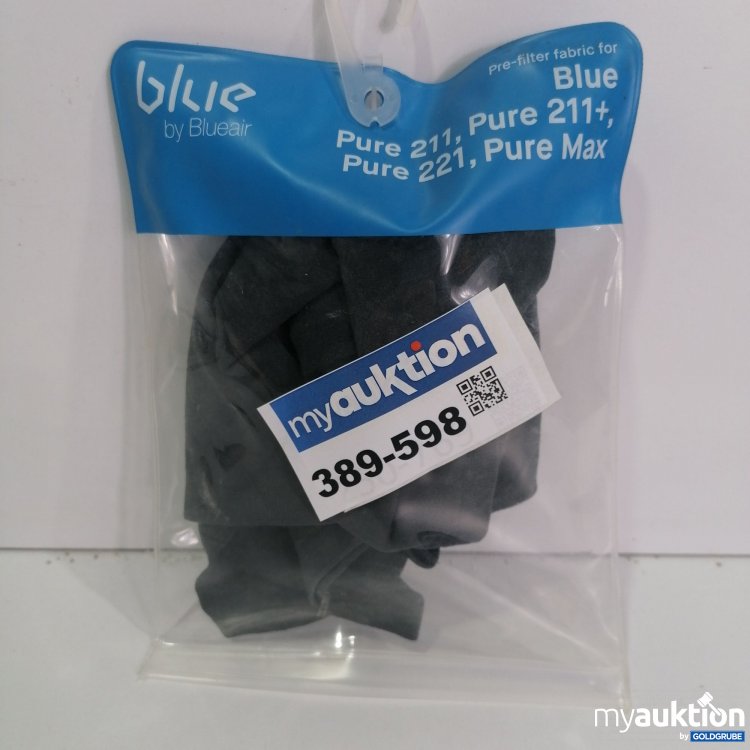 blue
by Blueair
Pre-filter fabric for
Blue
Pure 211, Pure 211+,
Pure 221, Pure Max
myauktion
389-598
myauktion
by GOLDGRUBE